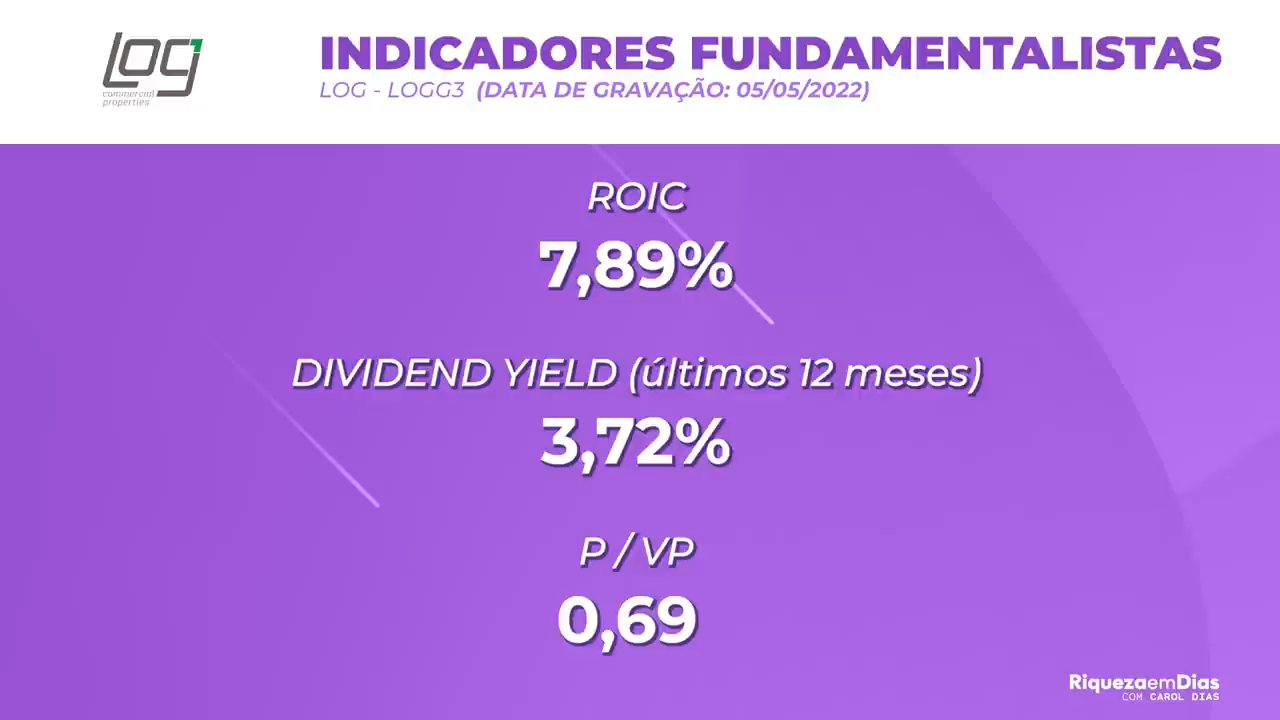 Log
commercial
properties
INDICADORES FUNDAMENTALISTAS
LOG - LOGG3 (DATA DE GRAVAÇÃO: 05/05/2022)
ROIC
7,89%
DIVIDEND YIELD (últimos 12 meses)
3,72%
P / VP
0,69
RiquezaemDias
COM CAROL DIAS